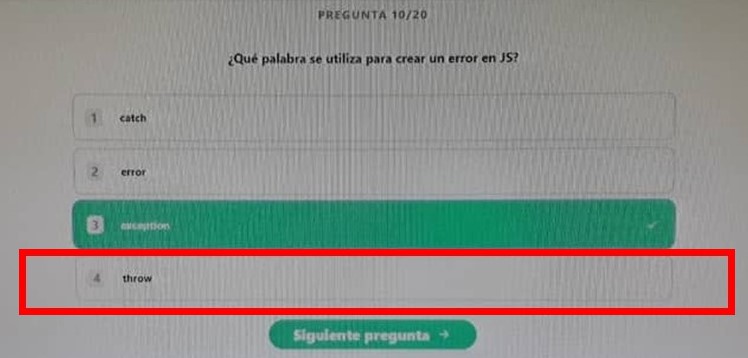 PREGUNTA 10/20
¿Qué palabra se utiliza para crear un error en JS?
1 catch
2 error
3 exception
4 throw
Siguiente pregunta →